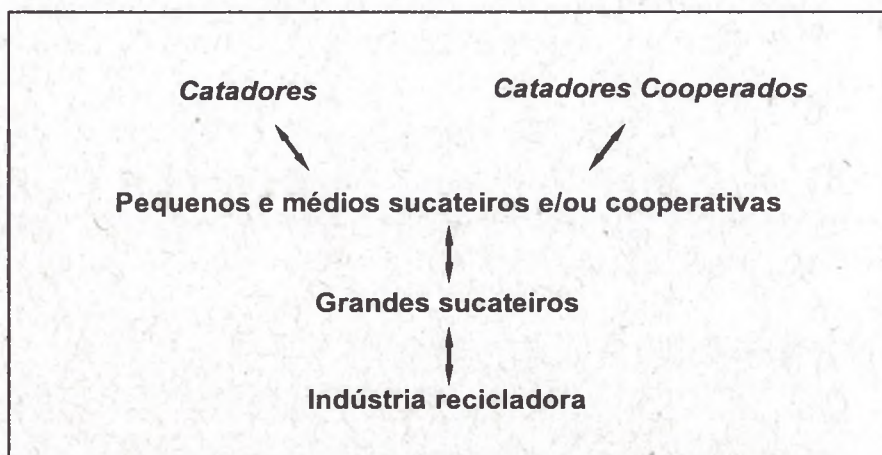 Catadores
Catadores Cooperados
Pequenos e médios sucateiros e/ou cooperativas
Grandes sucateiros
Indústria recicladora